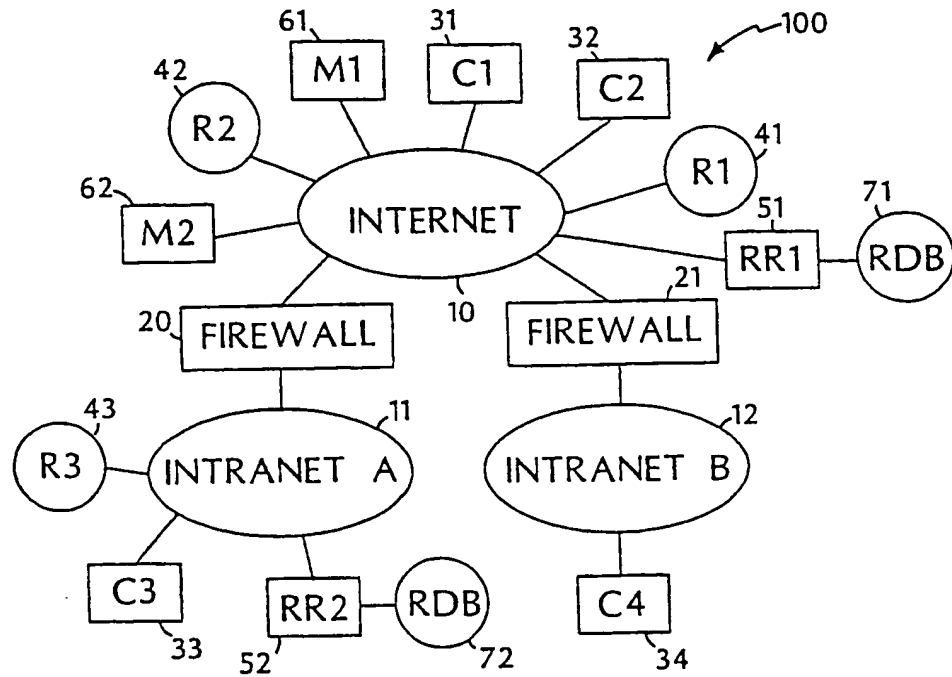 61
31
32
100
42
M1
C1
C2
R2
41
R1
62
71
51
M2
INTERNET
RR1
RDB
20
10
21
FIREWALL
FIREWALL
43
11
12
R3
INTRANET A
INTRANET B
C3
RR2
RDB
C4
33
52
72
34